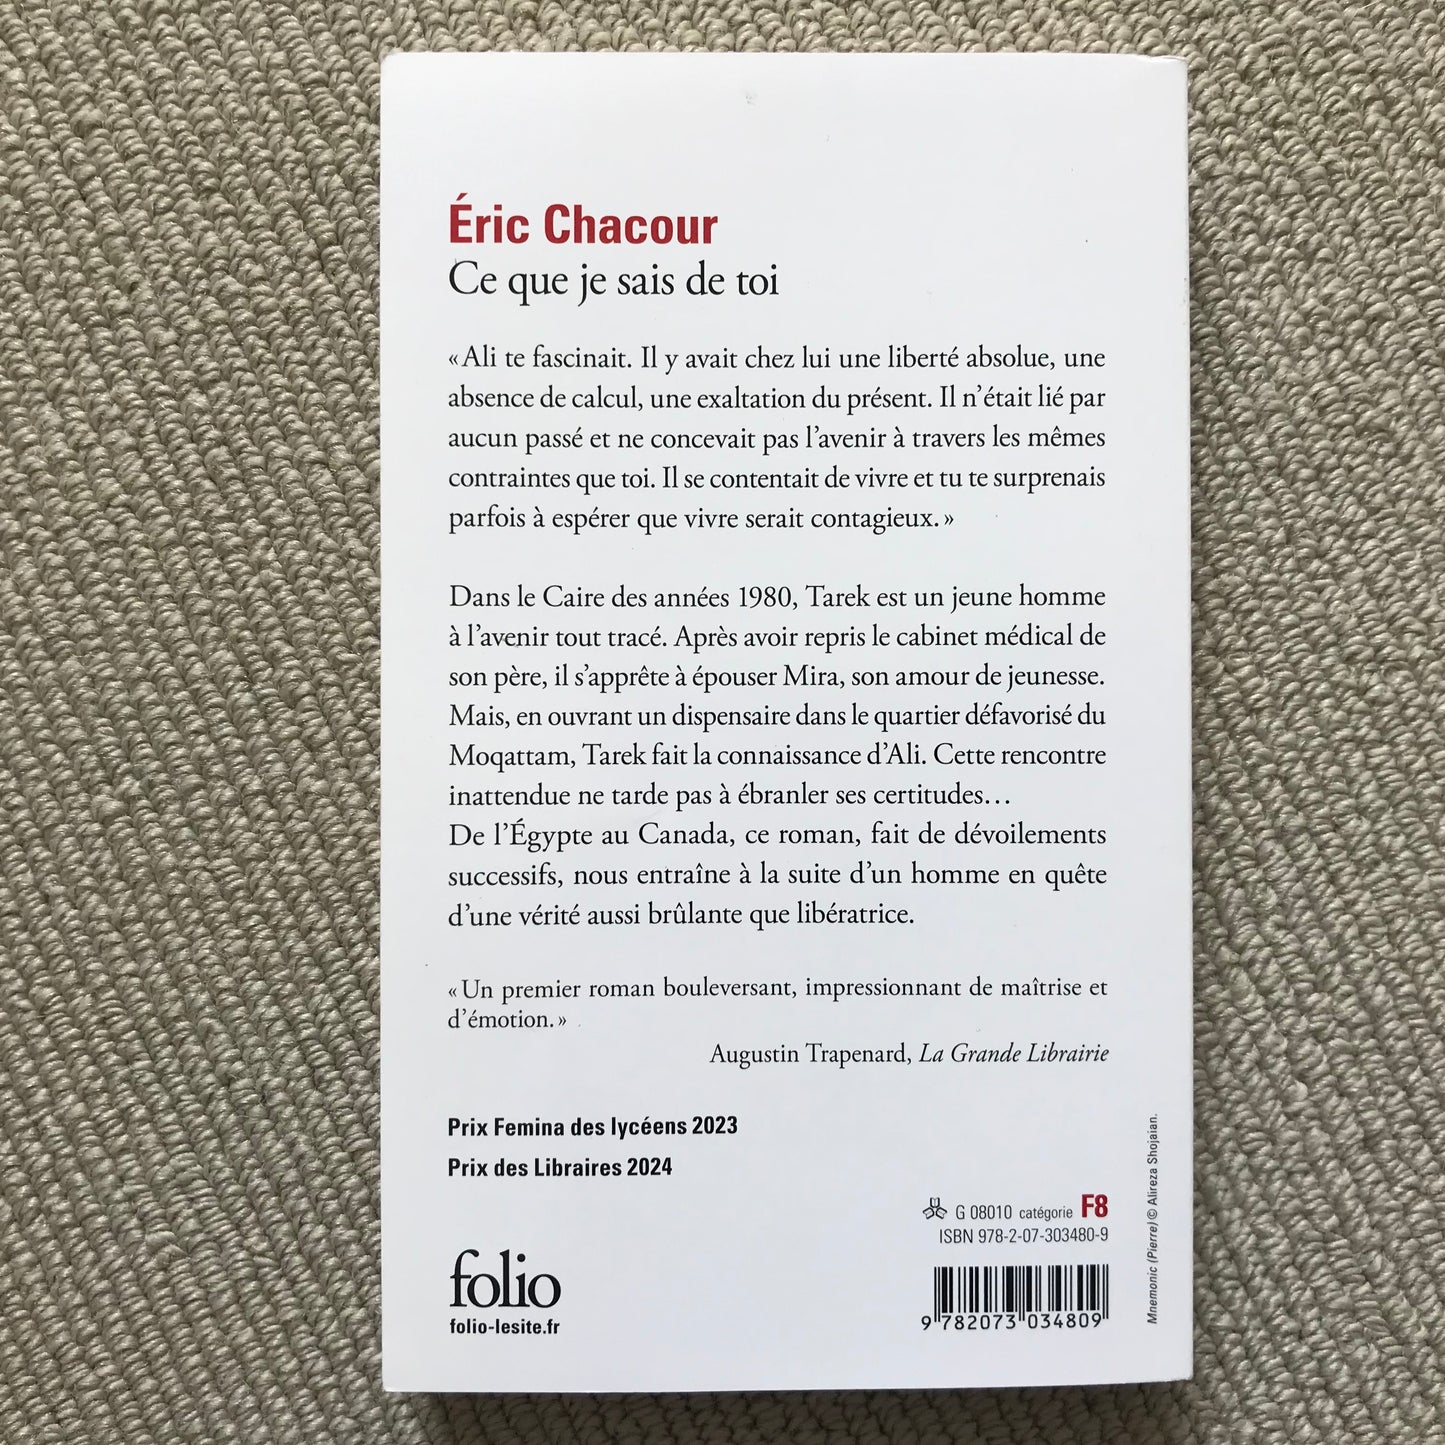 Éric Chacour
Ce que je sais de toi
« Ali te fascinait. Il y avait chez lui une liberté absolue, une
absence de calcul, une exaltation du présent. Il n’était lié par
aucun passé et ne concevait pas l’avenir à travers les mêmes
contraintes que toi. Il se contentait de vivre et tu te surprenais
parfois à espérer que vivre serait contagieux. »
Dans le Caire des années 1980, Tarek est un jeune homme
à l’avenir tout tracé. Après avoir repris le cabinet médical de
son père, il s’apprête à épouser Mira, son amour de jeunesse.
Mais, en ouvrant un dispensaire dans le quartier défavorisé du
Moqattam, Tarek fait la connaissance d’Ali. Cette rencontre
inattendue ne tarde pas à ébranler ses certitudes…
De l’Égypte au Canada, ce roman, fait de dévoilements
successifs, nous entraîne à la suite d’un homme en quête
d’une vérité aussi brûlante que libératrice.
« Un premier roman bouleversant, impressionnant de maîtrise et
d’émotion. »
Augustin Trapenard, La Grande Librairie
Prix Femina des lycéens 2023
Prix des Libraires 2024
G 08010 catégorie F8
ISBN 978-2-07-303480-9
folio
folio-lesite.fr
9 782073 034809
Mnemonic (Pierre) © Alireza Shojaian.